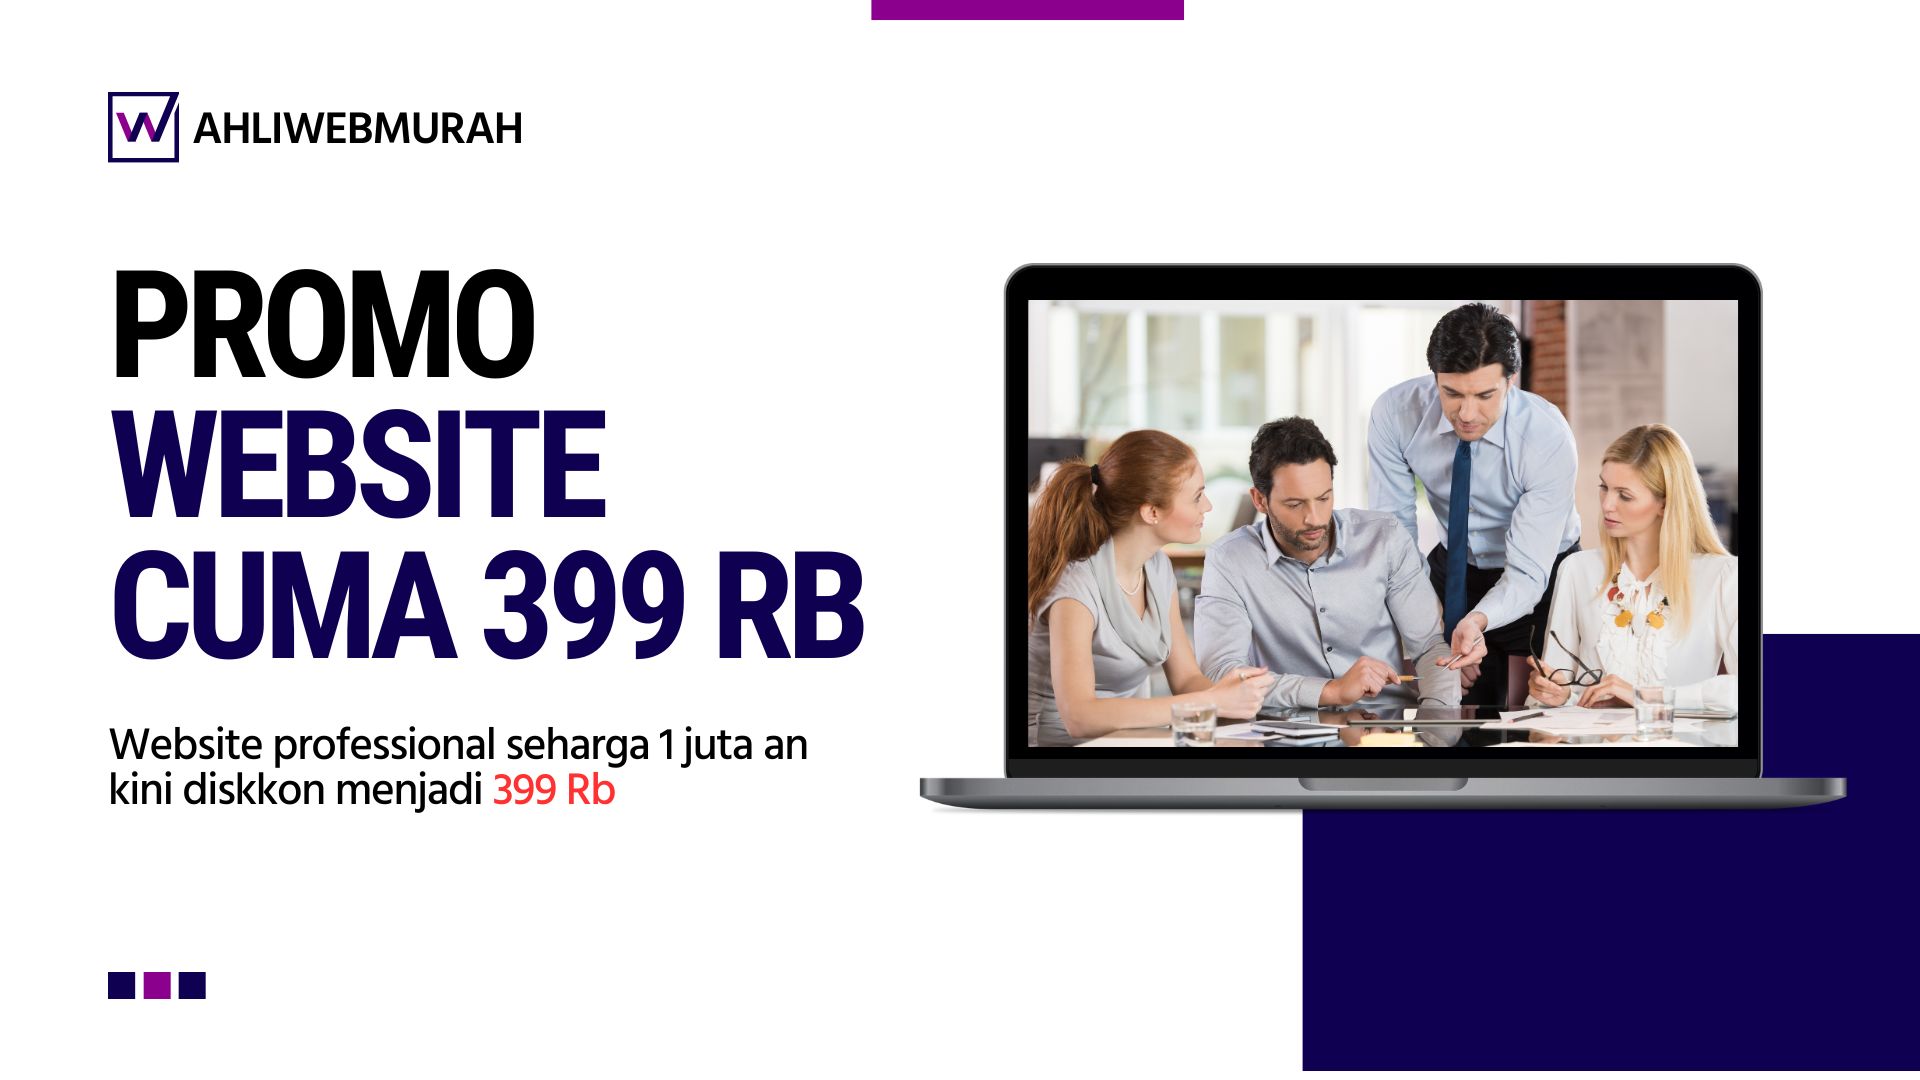 AHLIWEBMURAH
PROMO
WEBSITE
CUMA 399 RB
Website professional seharga 1 juta an
kini diskkon menjadi 399 Rb